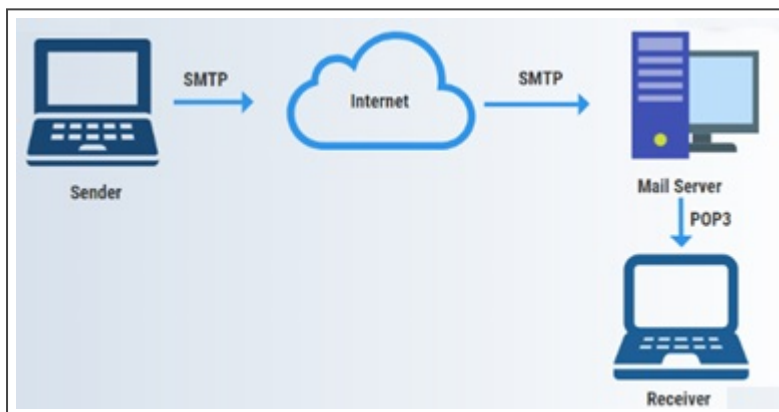 SMTP
SMTP
Internet
Sender
Mail Server
POP3
Receiver